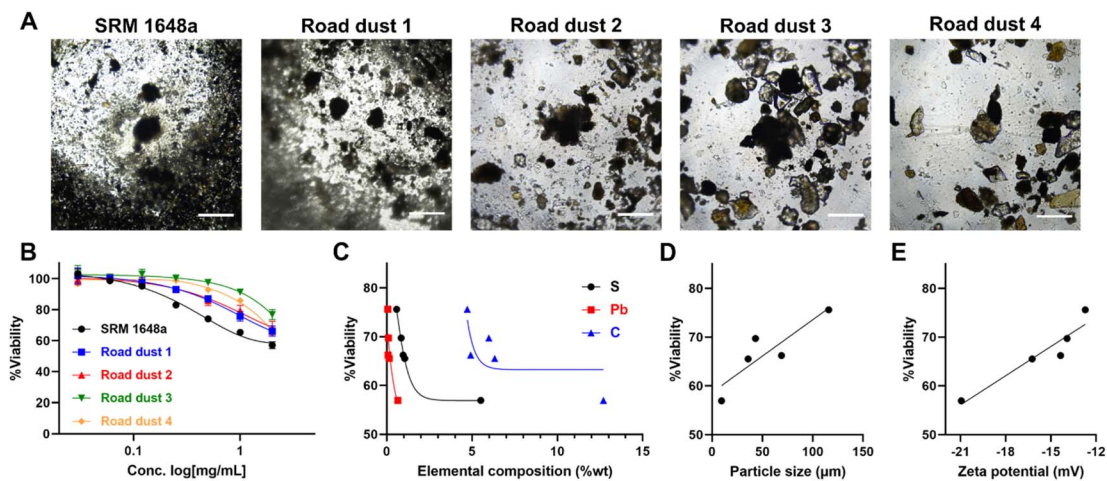 A
SRM 1648a
Road dust 1
Road dust 2
Road dust 3
Road dust 4
B
%Viability
100
80
60
40
20
0
SRM 1648a
Road dust 1
Road dust 2
Road dust 3
Road dust 4
0.1
1
Conc. log[mg/mL]
C
%Viability
80
70
60
50
S
Pb
C
0
5
10
15
Elemental composition (%wt)
D
%Viability
80
70
60
50
0
50
100
150
Particle size (µm)
E
%Viability
80
70
60
50
-21
-18
-15
-12
Zeta potential (mV)